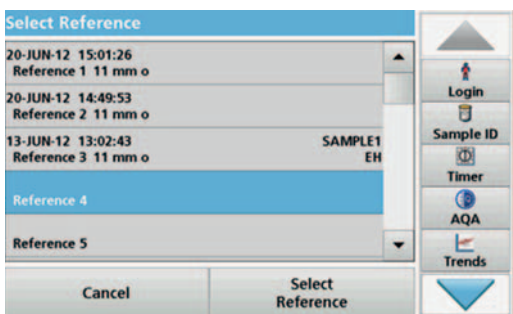 Select Reference
20-JUN-12 15:01:26
Reference 1 11 mm o
20-JUN-12 14:49:53
Reference 2 11 mm o
13-JUN-12 13:02:43 SAMPLE1
Reference 3 11 mm o EH
Reference 4
Reference 5
Cancel
Select
Reference
Login
Sample ID
Timer
AQA
Trends